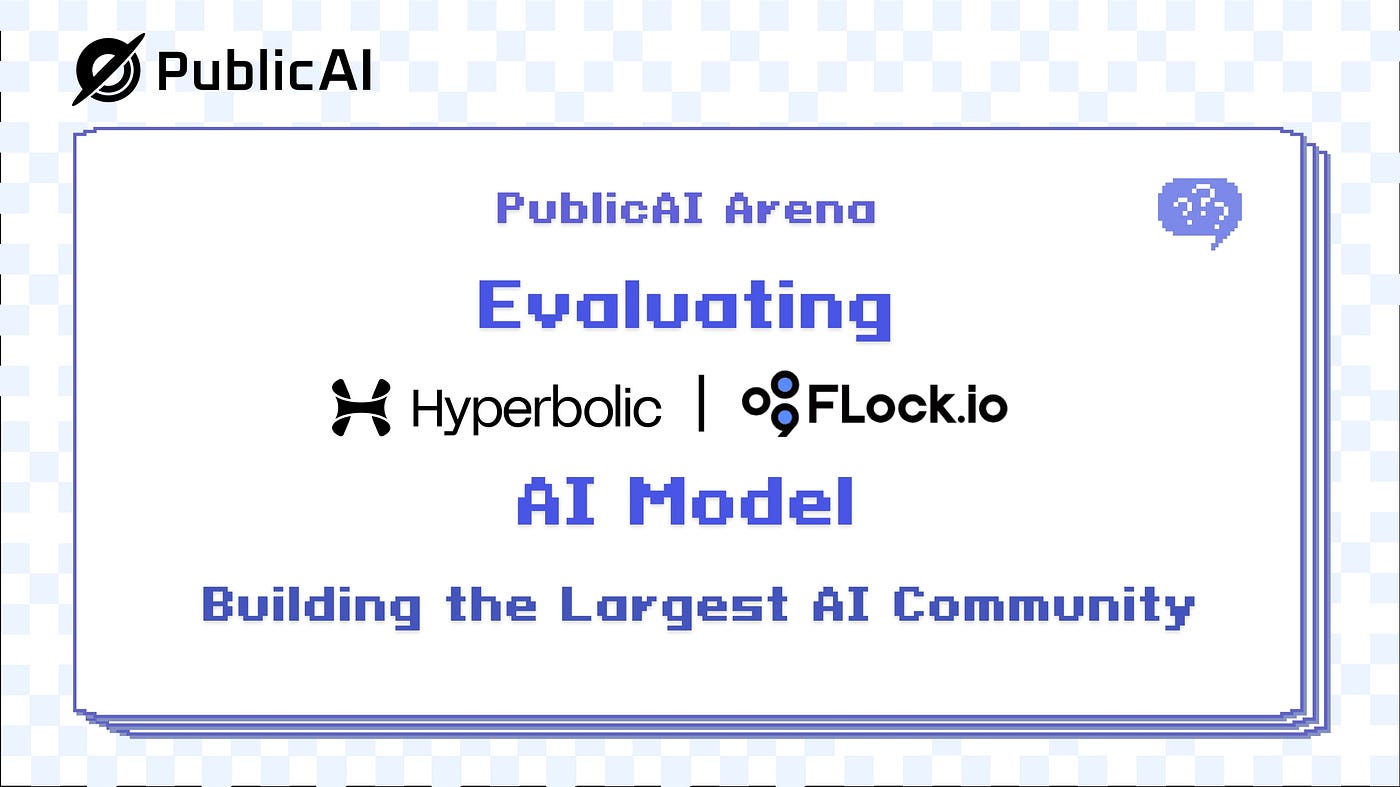 PublicAI
PublicAI Arena
???
Evaluating
Hyperbolic | FLock.io
AI Model
Building the Largest AI Community